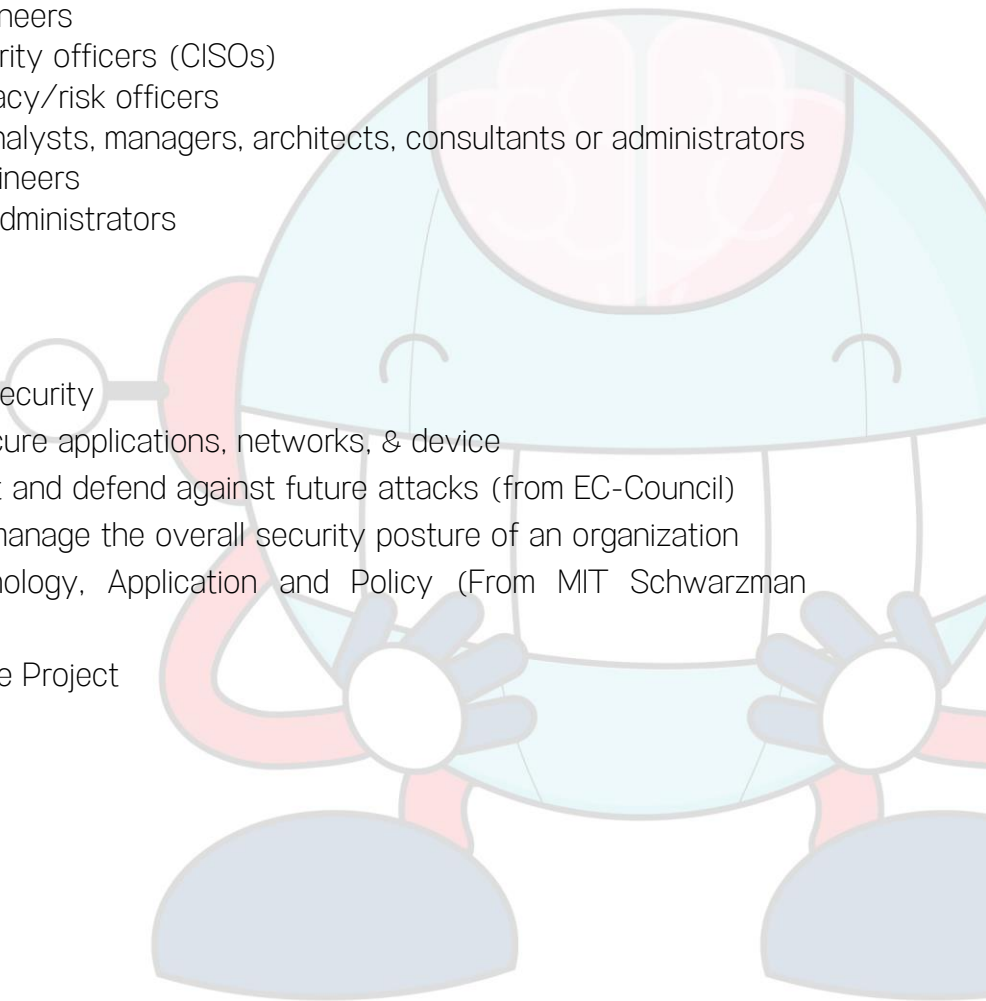 neers
rity officers (CISOs)
acy/risk officers
nalysts, managers, architects, consultants or administrators
ineers
dministrators
ecurity
cure applications, networks, & device
t and defend against future attacks (from EC-Council)
manage the overall security posture of an organization
nology, Application and Policy (From MIT Schwarzman
e Project